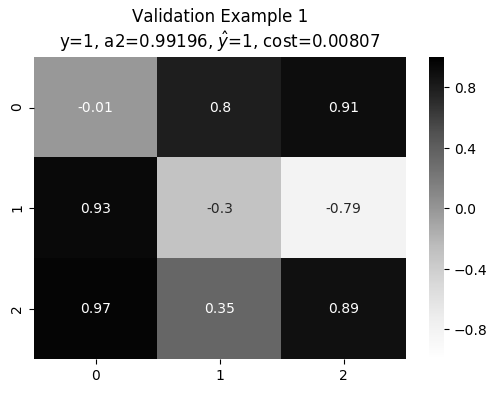 Validation Example 1
y=1, a2=0.99196, ŷ=1, cost=0.00807
0 -0.01 0.8 0.91 0.8
0.4
1 0.93 -0.3 -0.79 0.0
-0.4
2 0.97 0.35 0.89 -0.8
0 1 2